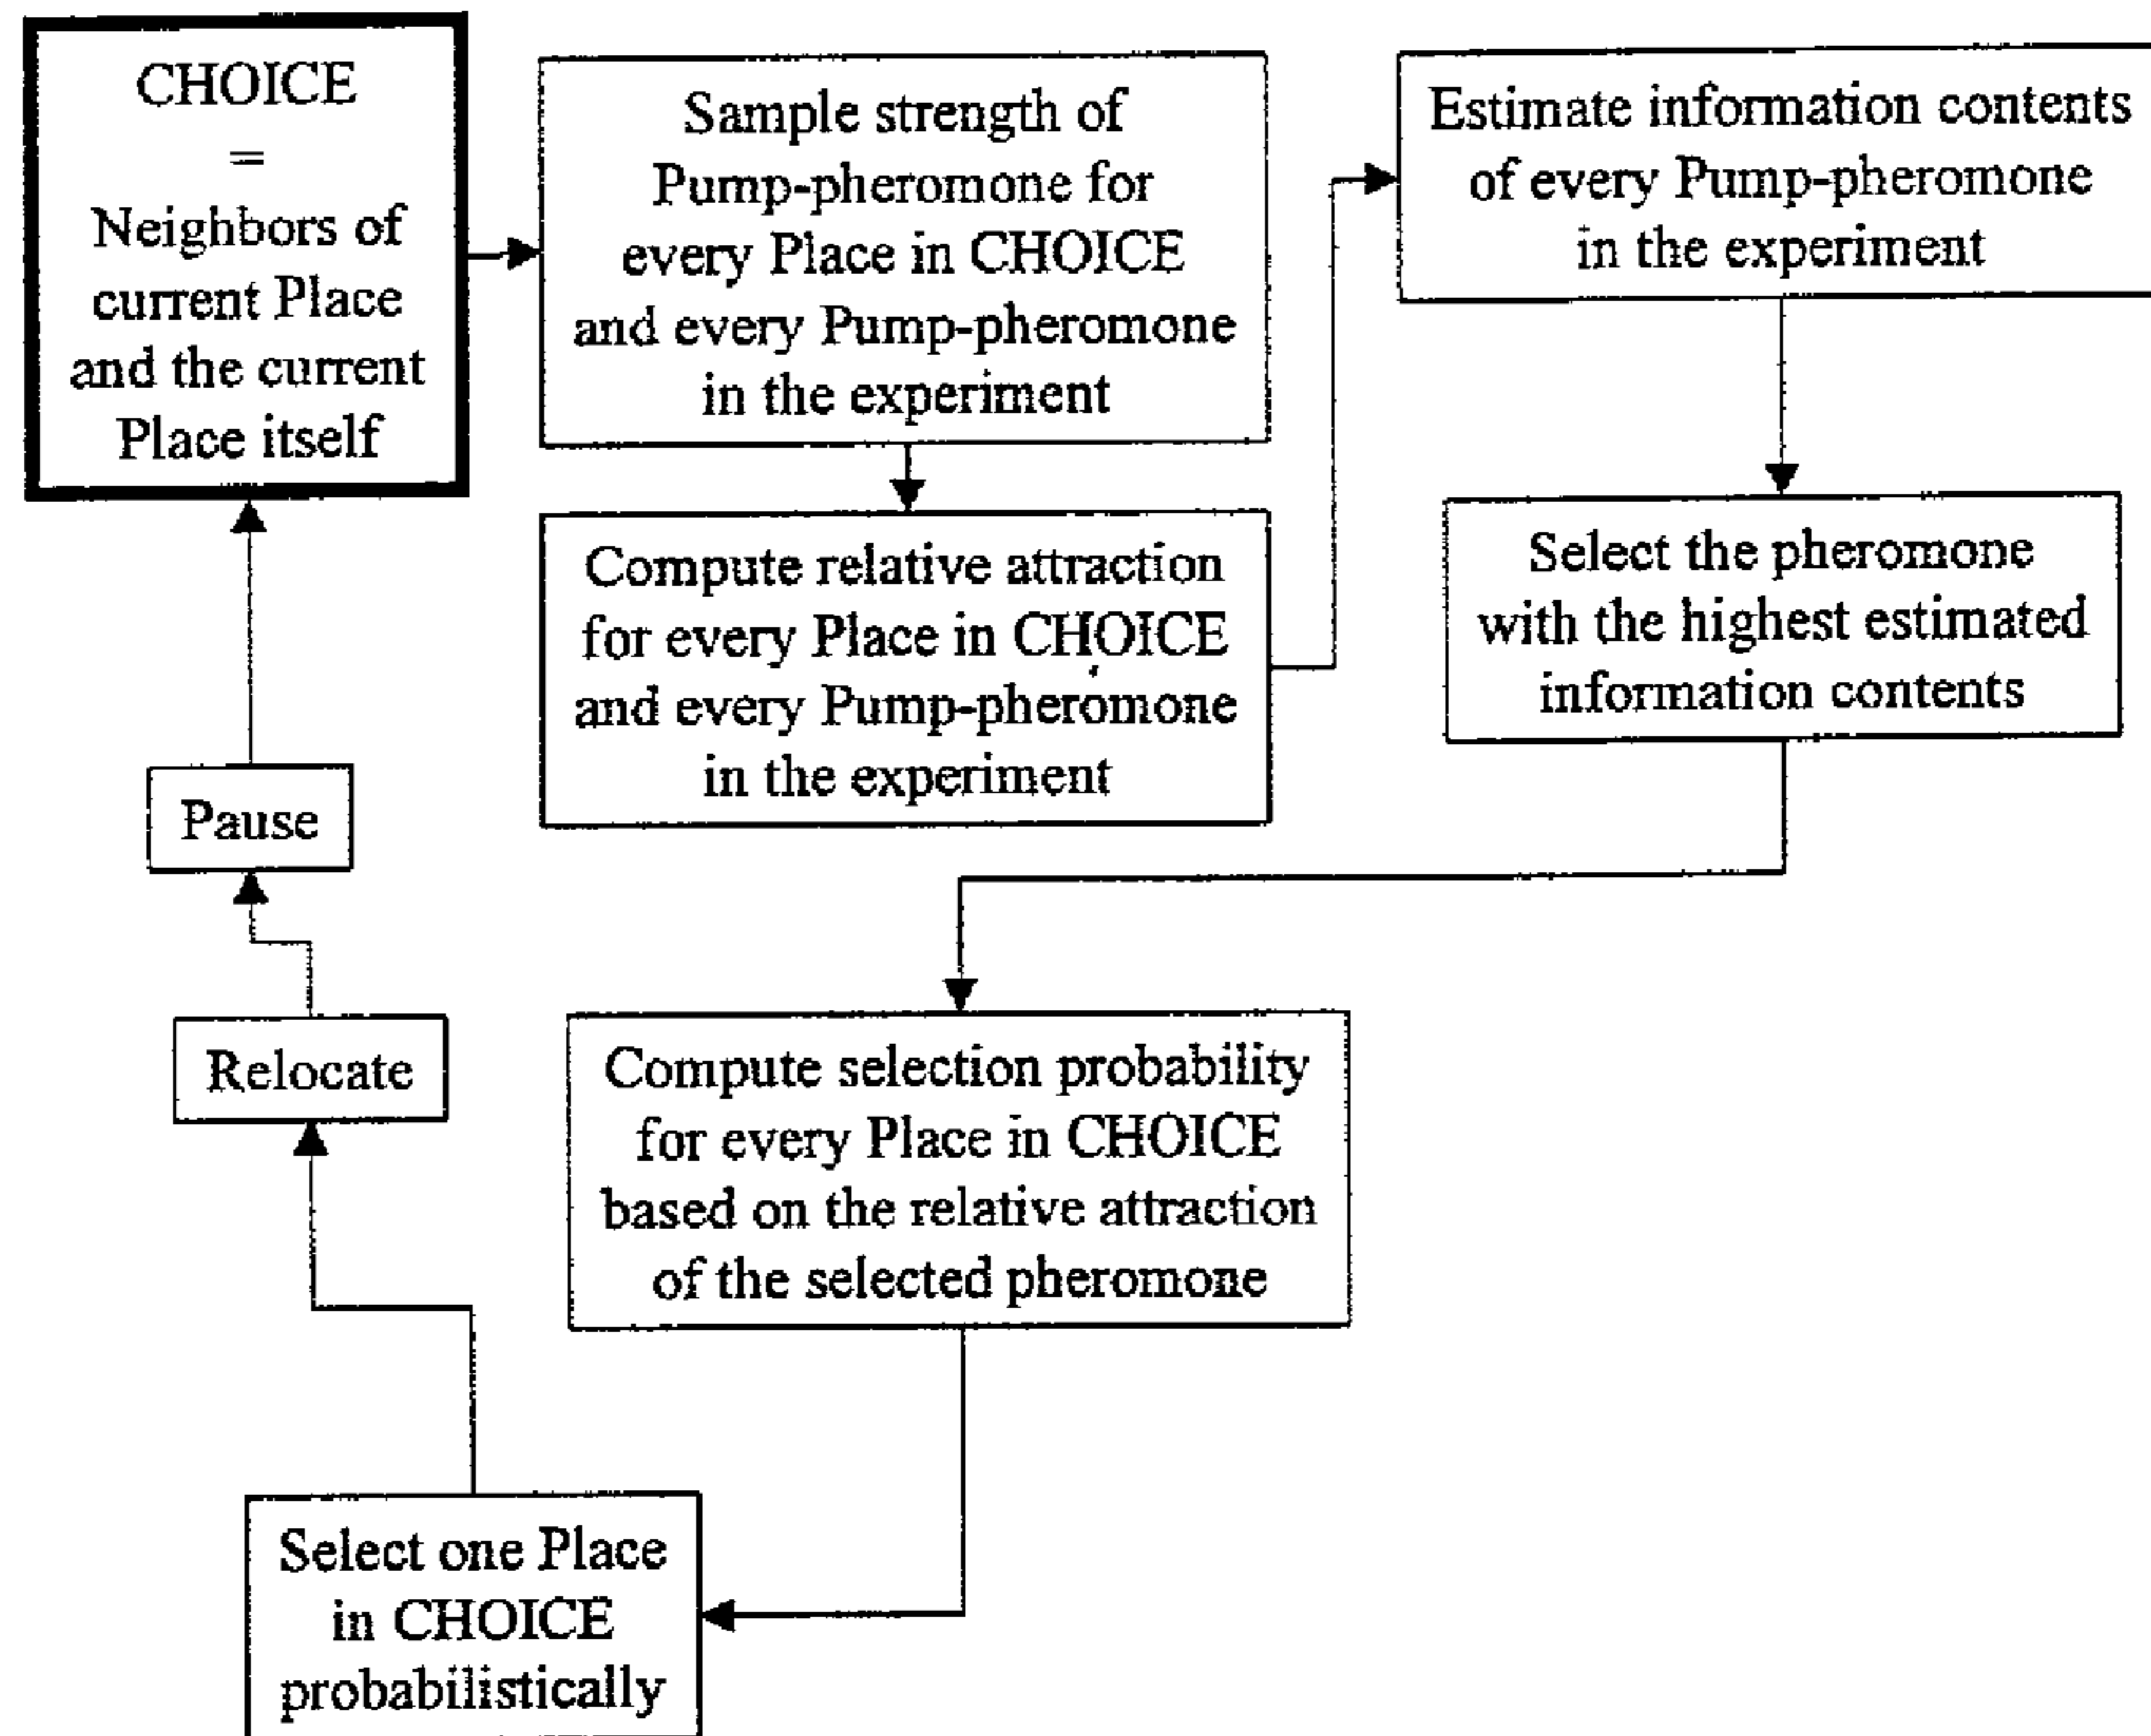 CHOICE
=
Neighbors of
current Place
and the current
Place itself
Sample strength of
Pump-pheromone for
every Place in CHOICE
and every Pump-pheromone
in the experiment
Compute relative attraction
for every Place in CHOICE
and every Pump-pheromone
in the experiment
Estimate information contents
of every Pump-pheromone
in the experiment
Select the pheromone
with the highest estimated
information contents
Compute selection probability
for every Place in CHOICE
based on the relative attraction
of the selected pheromone
Select one Place
in CHOICE
probabilistically
Relocate
Pause